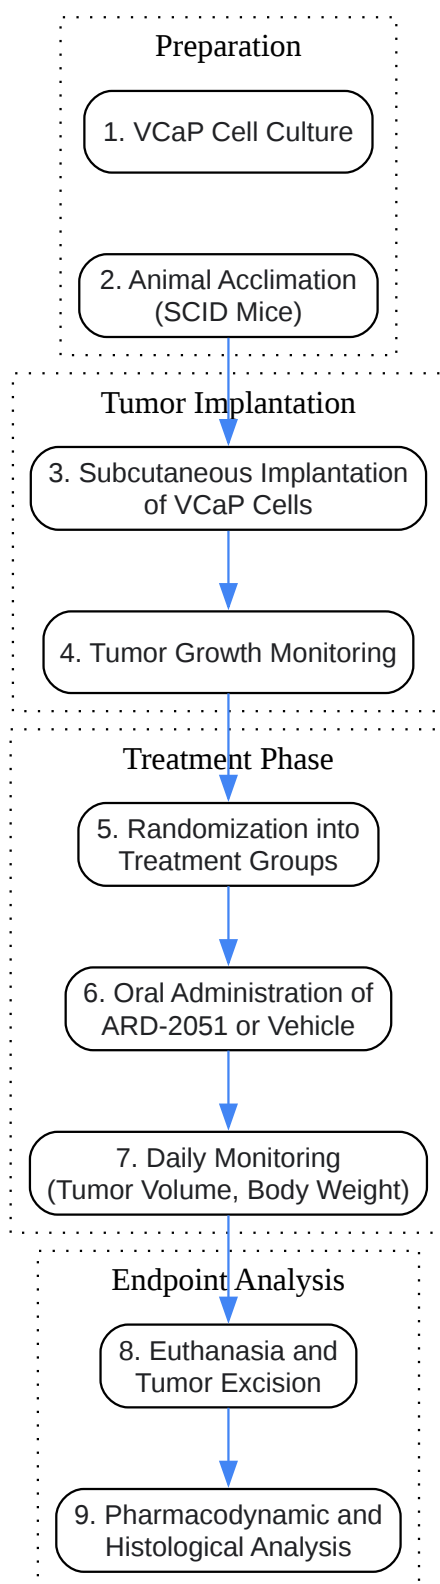 Preparation
1. VCaP Cell Culture
2. Animal Acclimation
(SCID Mice)
Tumor Implantation
3. Subcutaneous Implantation
of VCaP Cells
4. Tumor Growth Monitoring
Treatment Phase
5. Randomization into
Treatment Groups
6. Oral Administration of
ARD-2051 or Vehicle
7. Daily Monitoring
(Tumor Volume, Body Weight)
Endpoint Analysis
8. Euthanasia and
Tumor Excision
9. Pharmacodynamic and
Histological Analysis